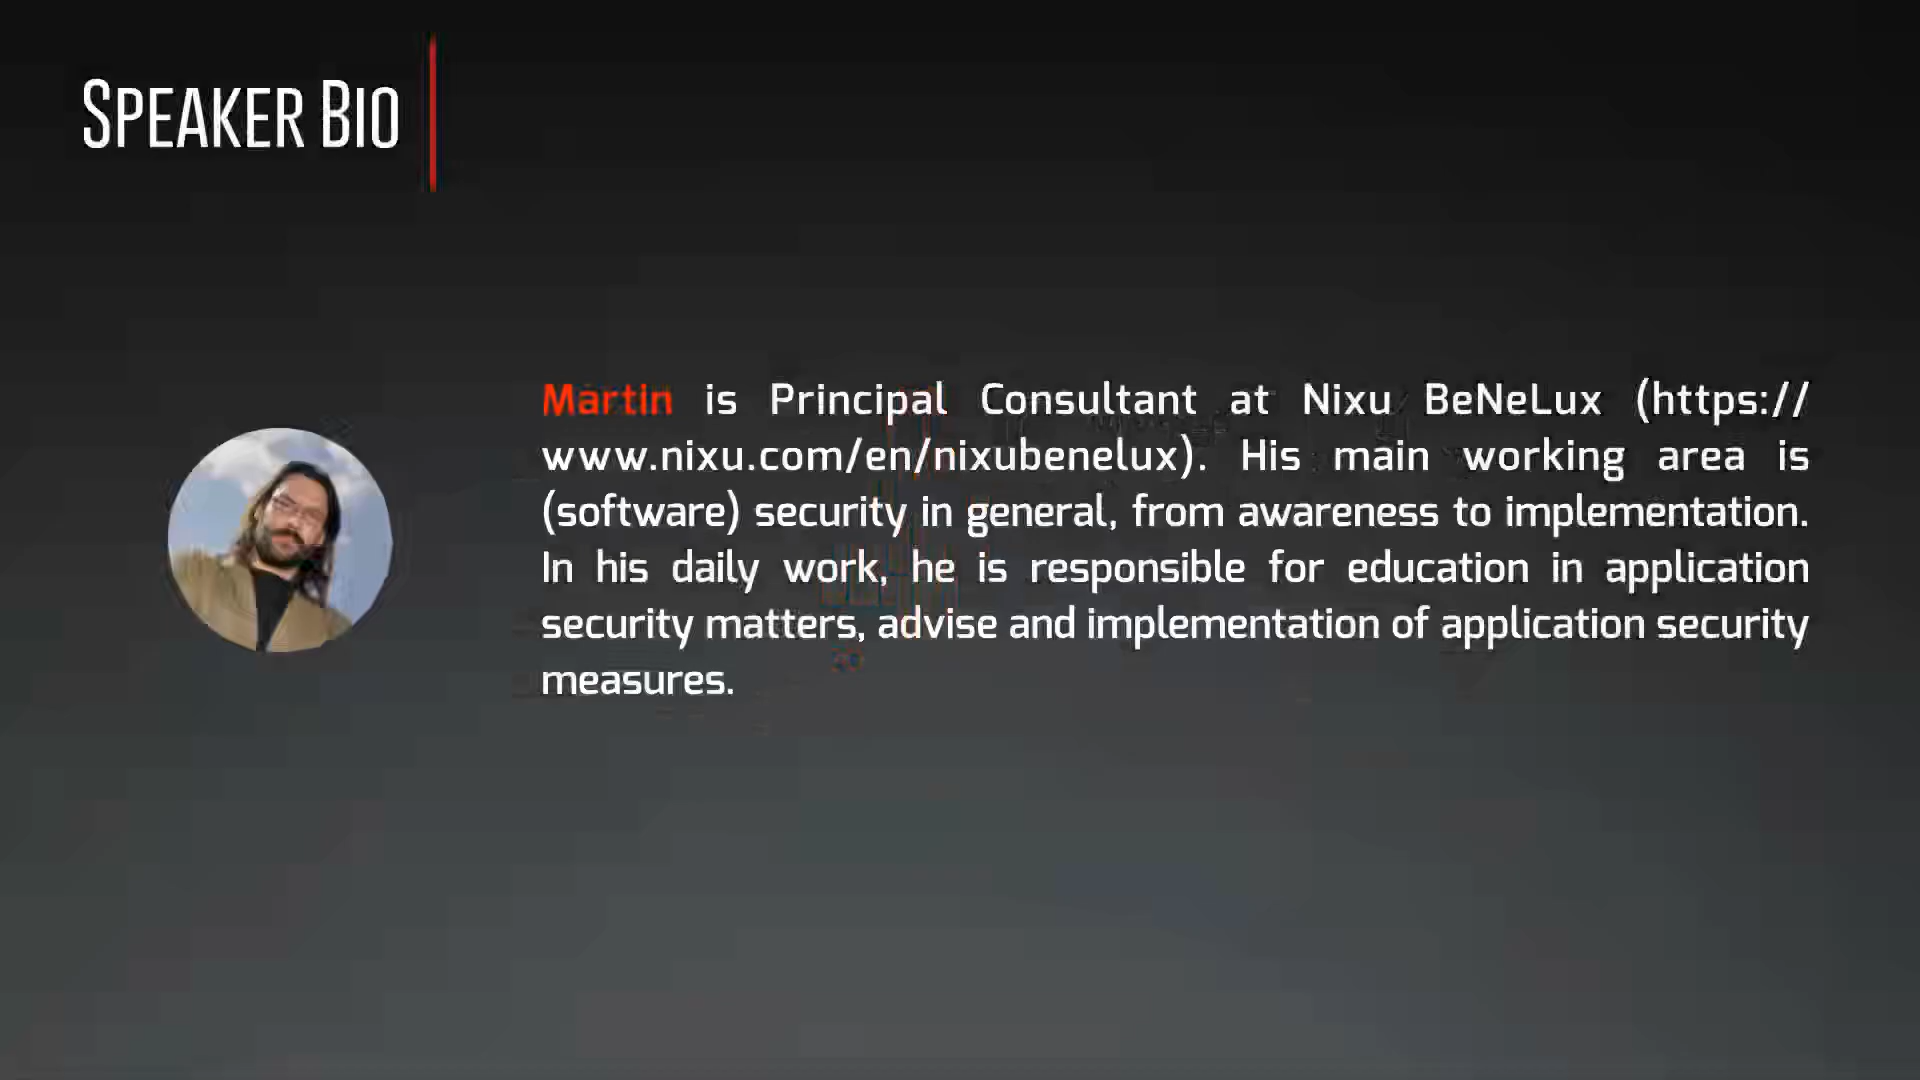 SPEAKER BIO
Martin is Principal Consultant at Nixu BeNeLux (https://
www.nixu.com/en/nixubenelux). His main working area is
(software) security in general, from awareness to implementation.
In his daily work, he is responsible for education in application
security matters, advise and implementation of application security
measures.